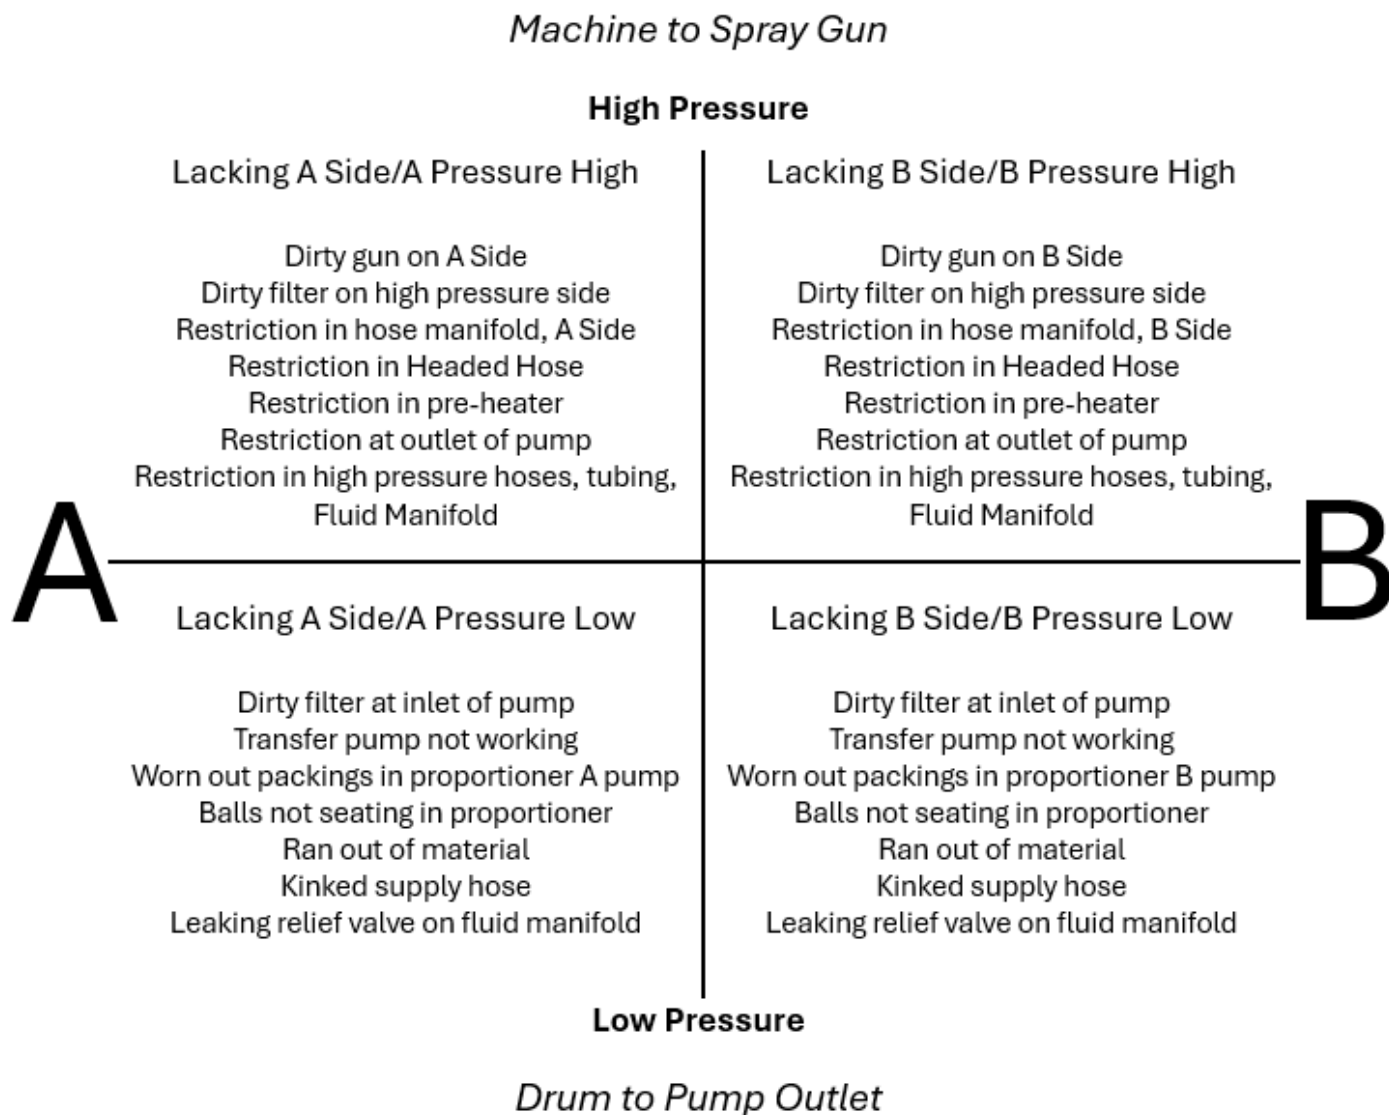 Machine to Spray Gun
High Pressure
Lacking A Side/A Pressure High
Dirty gun on A Side
Dirty filter on high pressure side
Restriction in hose manifold, A Side
Restriction in Headed Hose
Restriction in pre-heater
Restriction at outlet of pump
Restriction in high pressure hoses, tubing,
Fluid Manifold
Lacking B Side/B Pressure High
Dirty gun on B Side
Dirty filter on high pressure side
Restriction in hose manifold, B Side
Restriction in Headed Hose
Restriction in pre-heater
Restriction at outlet of pump
Restriction in high pressure hoses, tubing,
Fluid Manifold
A
B
Lacking A Side/A Pressure Low
Dirty filter at inlet of pump
Transfer pump not working
Worn out packings in proportioner A pump
Balls not seating in proportioner
Ran out of material
Kinked supply hose
Leaking relief valve on fluid manifold
Lacking B Side/B Pressure Low
Dirty filter at inlet of pump
Transfer pump not working
Worn out packings in proportioner B pump
Balls not seating in proportioner
Ran out of material
Kinked supply hose
Leaking relief valve on fluid manifold
Low Pressure
Drum to Pump Outlet